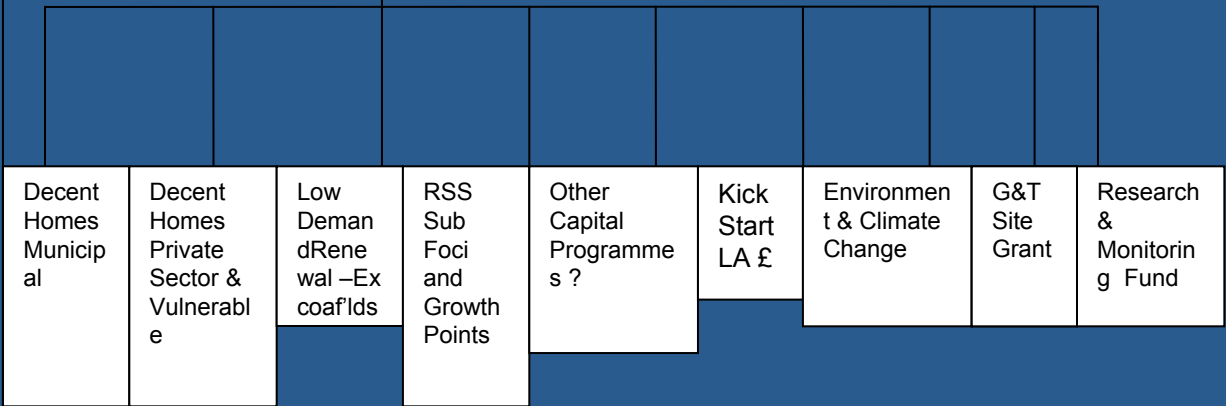 Decent
Homes
Municip
al
Decent
Homes
Private
Sector &
Vulnerabl
e
Low
Deman
dRene
wal –Ex
coaf'lds
RSS
Sub
Foci
and
Growth
Points
Other
Capital
Programme
s ?
Kick
Start
LA £
Environmen
t & Climate
Change
G&T
Site
Grant
Research
&
Monitorin
g  Fund